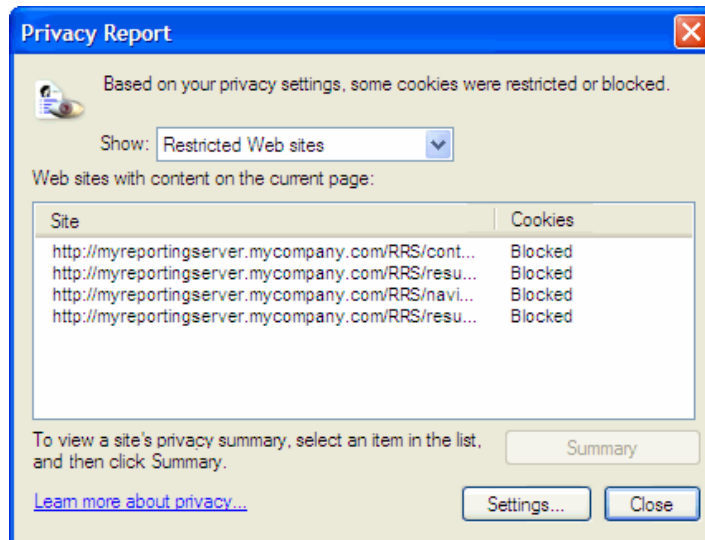 Privacy Report
Based on your privacy settings, some cookies were restricted or blocked.
Show: Restricted Web sites
Web sites with content on the current page:
Site Cookies
http://myreportingserver.mycompany.com/RRS/cont... Blocked
http://myreportingserver.mycompany.com/RRS/resu... Blocked
http://myreportingserver.mycompany.com/RRS/navi... Blocked
http://myreportingserver.mycompany.com/RRS/resu... Blocked
To view a site's privacy summary, select an item in the list,
and then click Summary.
Summary
Learn more about privacy...
Settings... Close